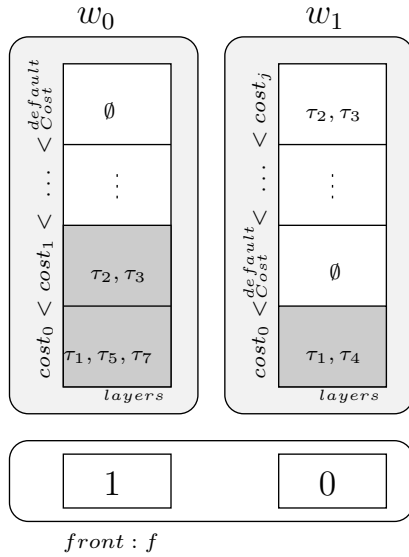 w₀ w₁
cost₀ < cost₁ < … < default Cost
∅
⋮
τ₂, τ₃
τ₁, τ₅, τ₇
layers
cost₀ < default Cost < … < cost_j
τ₂, τ₃
⋮
∅
τ₁, τ₄
layers
1 0
front : f